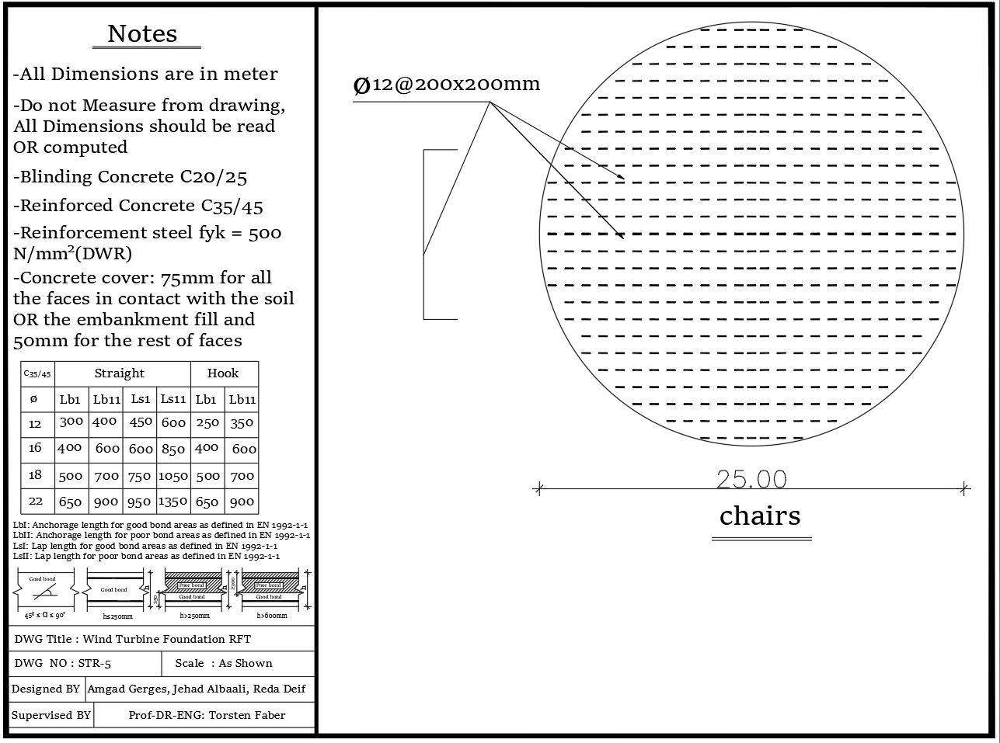 Notes
-All Dimensions are in meter
-Do not Measure from drawing,
All Dimensions should be read
OR computed
-Blinding Concrete C20/25
-Reinforced Concrete C35/45
-Reinforcement steel fyk = 500
N/mm²(DWR)
-Concrete cover: 75mm for all
the faces in contact with the soil
OR the embankment fill and
50mm for the rest of faces
C35/45 Straight Hook
ø Lb1 Lb11 Ls1 Ls11 Lb1 Lb11
12 300 400 450 600 250 350
16 400 600 600 850 400 600
18 500 700 750 1050 500 700
22 650 900 950 1350 650 900
LbI: Anchorage length for good bond areas as defined in EN 1992-1-1
LbII: Anchorage length for poor bond areas as defined in EN 1992-1-1
LsI: Lap length for good bond areas as defined in EN 1992-1-1
LsII: Lap length for poor bond areas as defined in EN 1992-1-1
Good bond
45⁰ ≤ α ≤ 90°
Good bond
h
h≤250mm
Poor bond
Good bond
250
h
h>250mm
Poor bond
Good bond
≥300
h
h>600mm
DWG Title : Wind Turbine Foundation RFT
DWG NO : STR-5 Scale : As Shown
Designed BY Amgad Gerges, Jehad Albaali, Reda Deif
Supervised BY Prof-DR-ENG: Torsten Faber
Ø12@200x200mm
25.00
chairs